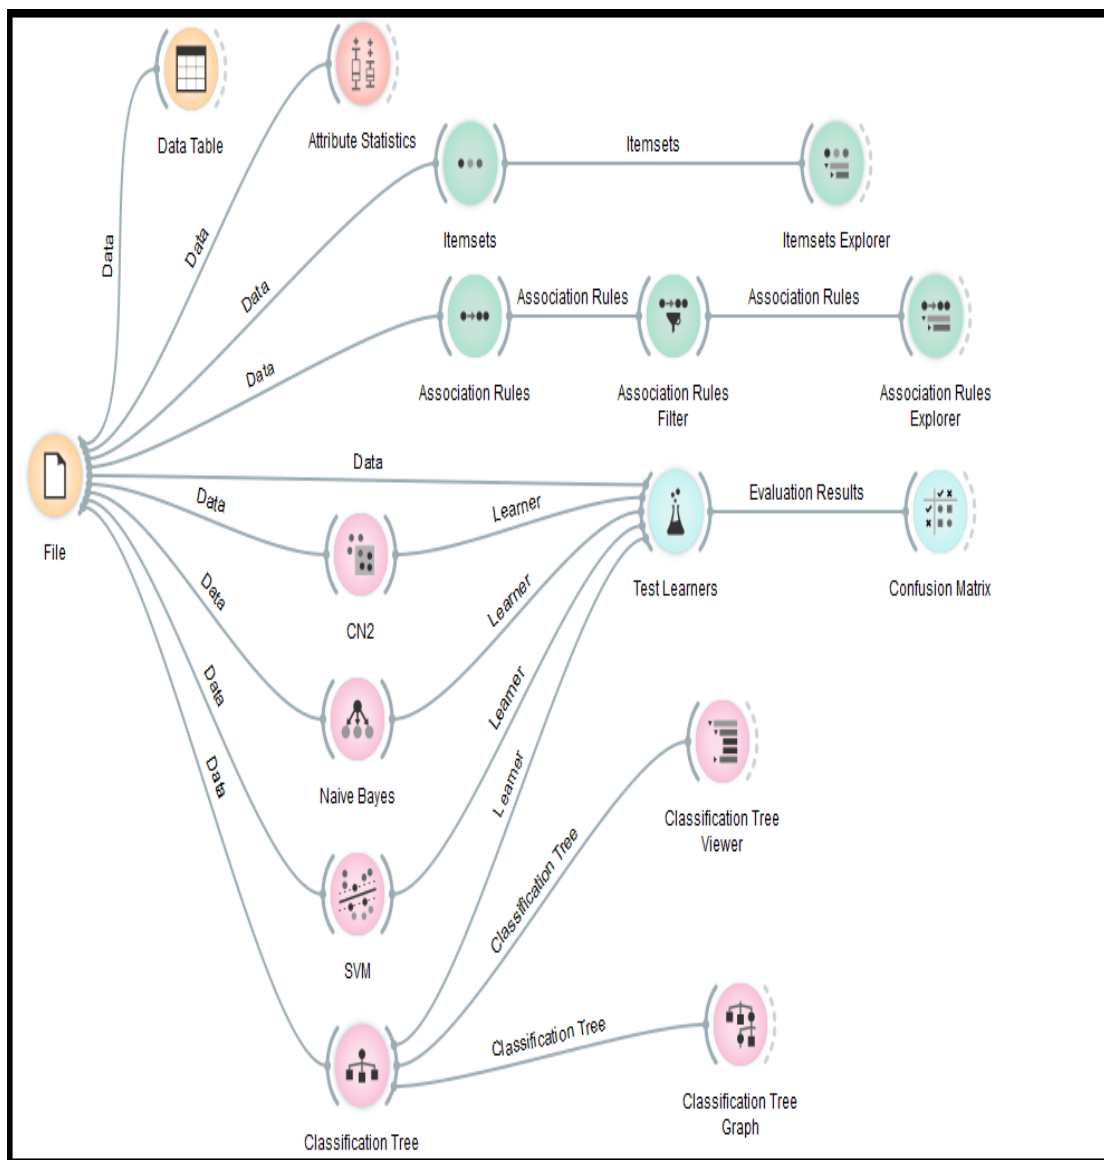 Data Table
Attribute Statistics
Itemsets
Itemsets
Itemsets Explorer
Data
Data
Data
Data
Association Rules
Association Rules
Association Rules
Association Rules
Filter
Association Rules
Explorer
File
Data
Data
Learner
Evaluation Results
Test Learners
Confusion Matrix
CN2
Data
Learner
Naive Bayes
Data
Learner
SVM
Data
Learner
Classification Tree
Viewer
Classification Tree
Classification Tree
Classification Tree
Classification Tree
Graph